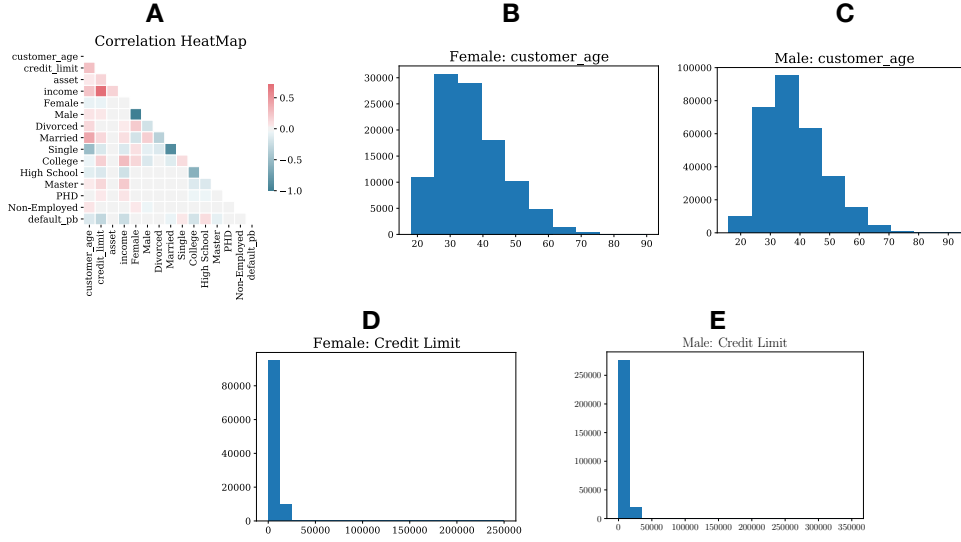 A
B
C
Correlation HeatMap
customer_age
credit_limit
asset
income
Female
Male
Divorced
Married
Single
College
High School
Master
PHD
Non-Employed
default_pb
customer_age
credit_limit
asset
income
Female
Male
Divorced
Married
Single
College
High School
Master
PHD
Non-Employed
default_pb
0.5
0.0
−0.5
−1.0
Female: customer_age
30000
25000
20000
15000
10000
5000
0
20 30 40 50 60 70 80 90
Male: customer_age
100000
80000
60000
40000
20000
0
20 30 40 50 60 70 80 90
D
E
Female: Credit Limit
80000
60000
40000
20000
0
0 50000 100000 150000 200000 250000
Male: Credit Limit
250000
200000
150000
100000
50000
0
0 50000 100000 150000 200000 250000 300000 350000